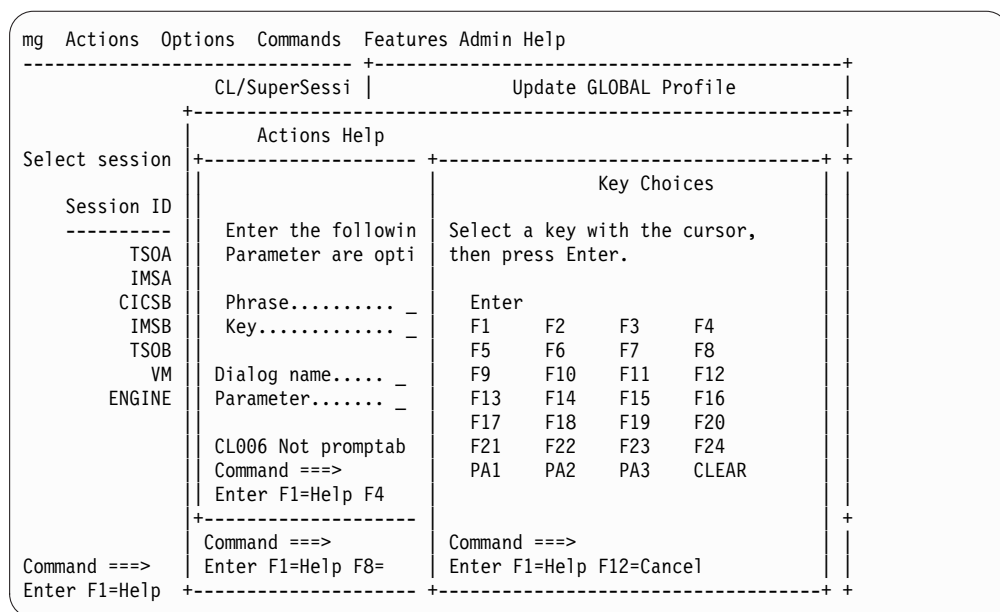 mg  Actions  Options  Commands  Features Admin Help
------------------------------- +--------------------------------------------+
                  CL/SuperSessi |             Update GLOBAL Profile          |
               +-------------------------------------------------------------+
               |      Actions Help                                           |
Select session |+-------------------- +------------------------------------+ +
               ||                     |               Key Choices          | |
    Session ID ||                     |                                    | |
    ---------- ||  Enter the followin | Select a key with the cursor,      | |
          TSOA ||  Parameter are opti | then press Enter.                  | |
          IMSA ||                     |                                    | |
         CICSB ||  Phrase.......... _ |   Enter                            | |
          IMSB ||  Key............. _ |   F1     F2     F3     F4          | |
          TSOB ||                     |   F5     F6     F7     F8          | |
            VM || Dialog name..... _  |   F9     F10    F11    F12         | |
        ENGINE || Parameter....... _  |   F13    F14    F15    F16         | |
               ||                     |   F17    F18    F19    F20         | |
               || CL006 Not promptab  |   F21    F22    F23    F24         | |
               || Command ===>        |   PA1    PA2    PA3    CLEAR       | |
               || Enter F1=Help F4    |                                    | |
               |+-------------------- |                                    | +
               | Command ===>         | Command ===>                       | |
Command ===>   | Enter F1=Help F8=    | Enter F1=Help F12=Cancel           | |
Enter F1=Help  +--------------------- +------------------------------------+ +